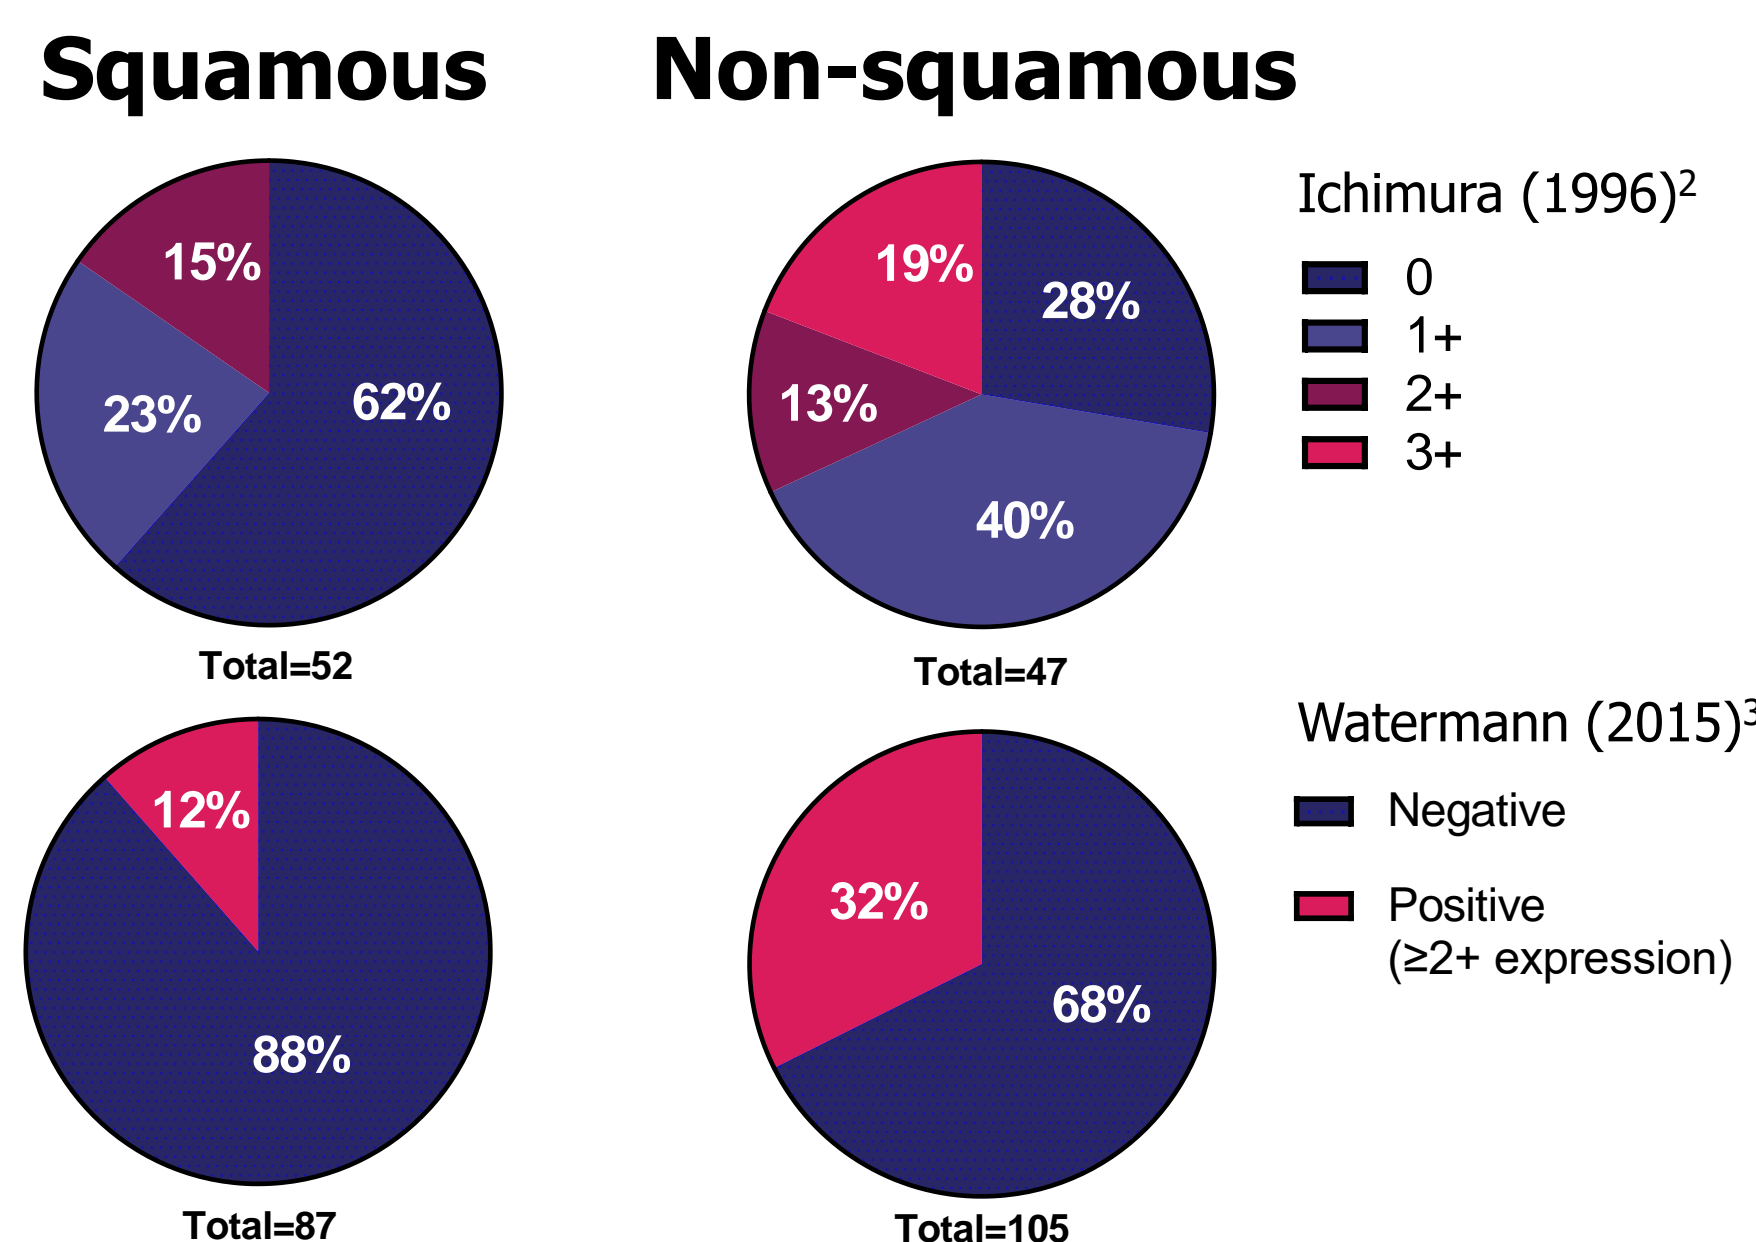 Squamous
Non-squamous
15%
23%
62%
Total=52
19%
28%
13%
40%
Total=47
Ichimura (1996)²
0
1+
2+
3+
12%
88%
Total=87
32%
68%
Total=105
Watermann (2015)³
Negative
Positive
(≥2+ expression)